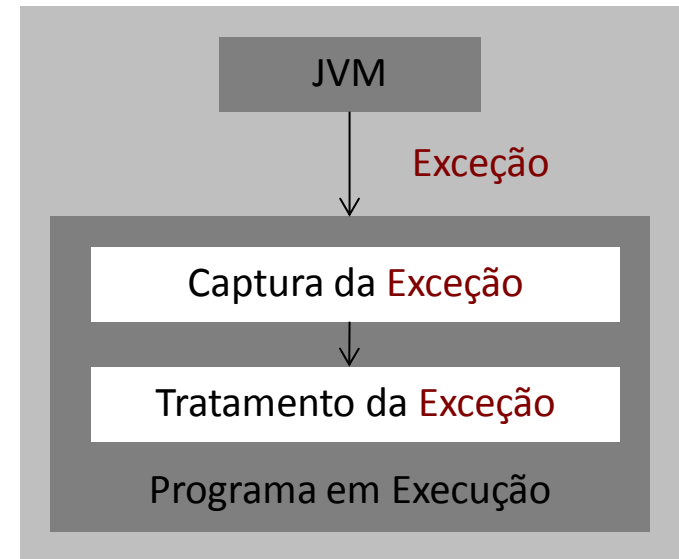 JVM
Exceção
Captura da Exceção
Tratamento da Exceção
Programa em Execução